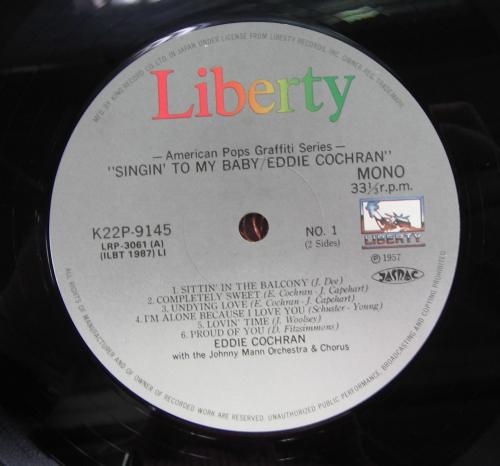 MF'D. BY KING RECORD CO. LTD. IN JAPAN UNDER LICENSE FROM LIBERTY RECORDS, INC. OWNER REG. TRADEMARK.
Liberty
— American Pops Graffiti Series —
"SINGIN' TO MY BABY/EDDIE COCHRAN"
MONO
33⅓ r.p.m.
K22P-9145
LRP-3061 (A)
(ILBT 1987) LI
NO. 1
(2 Sides)
LIBERTY
Ⓟ 1957
JASRAC
1. SITTIN' IN THE BALCONY (J. Dee)
2. COMPLETELY SWEET (E. Cochran - J. Capehart)
3. UNDYING LOVE (E. Cochran - J. Capehart)
4. I'M ALONE BECAUSE I LOVE YOU (Schuster - Young)
5. LOVIN' TIME (J. Woolsey)
6. PROUD OF YOU (D. Fitzsimmons)
EDDIE COCHRAN
with the Johnny Mann Orchestra & Chorus
ALL RIGHTS OF MANUFACTURER AND OF OWNER OF RECORDED WORK ARE RESERVED. UNAUTHORIZED PUBLIC PERFORMANCE, BROADCASTING AND COPYING PROHIBITED